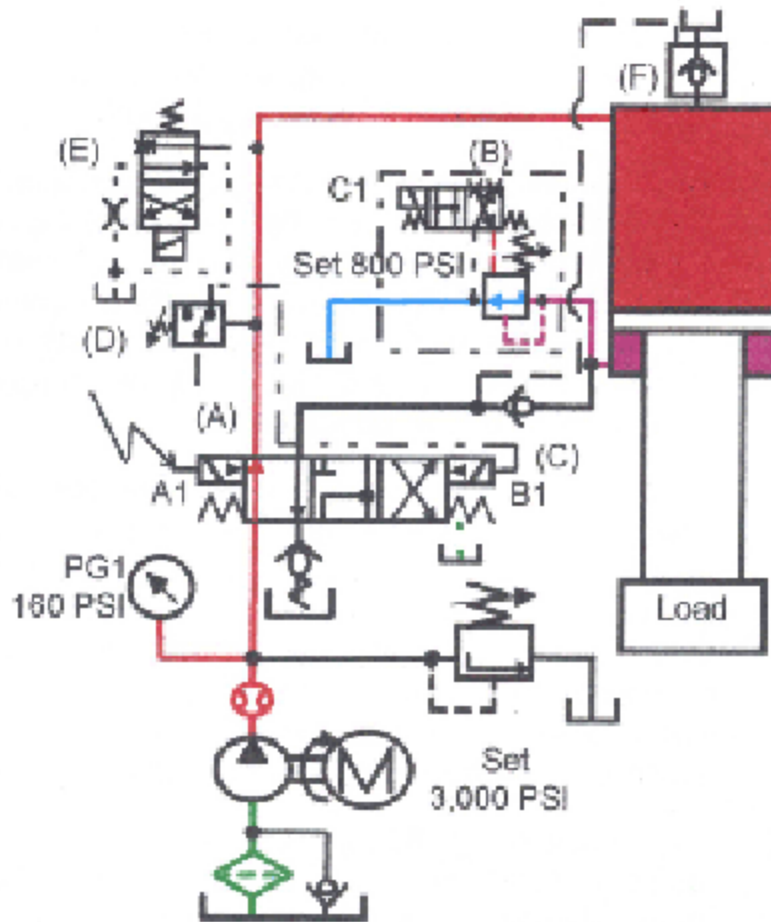 (F)
(E)
(B)
C1
Set 800 PSI
(D)
(A)
(C)
A1
B1
PG1
160 PSI
Load
M
Set
3,000 PSI